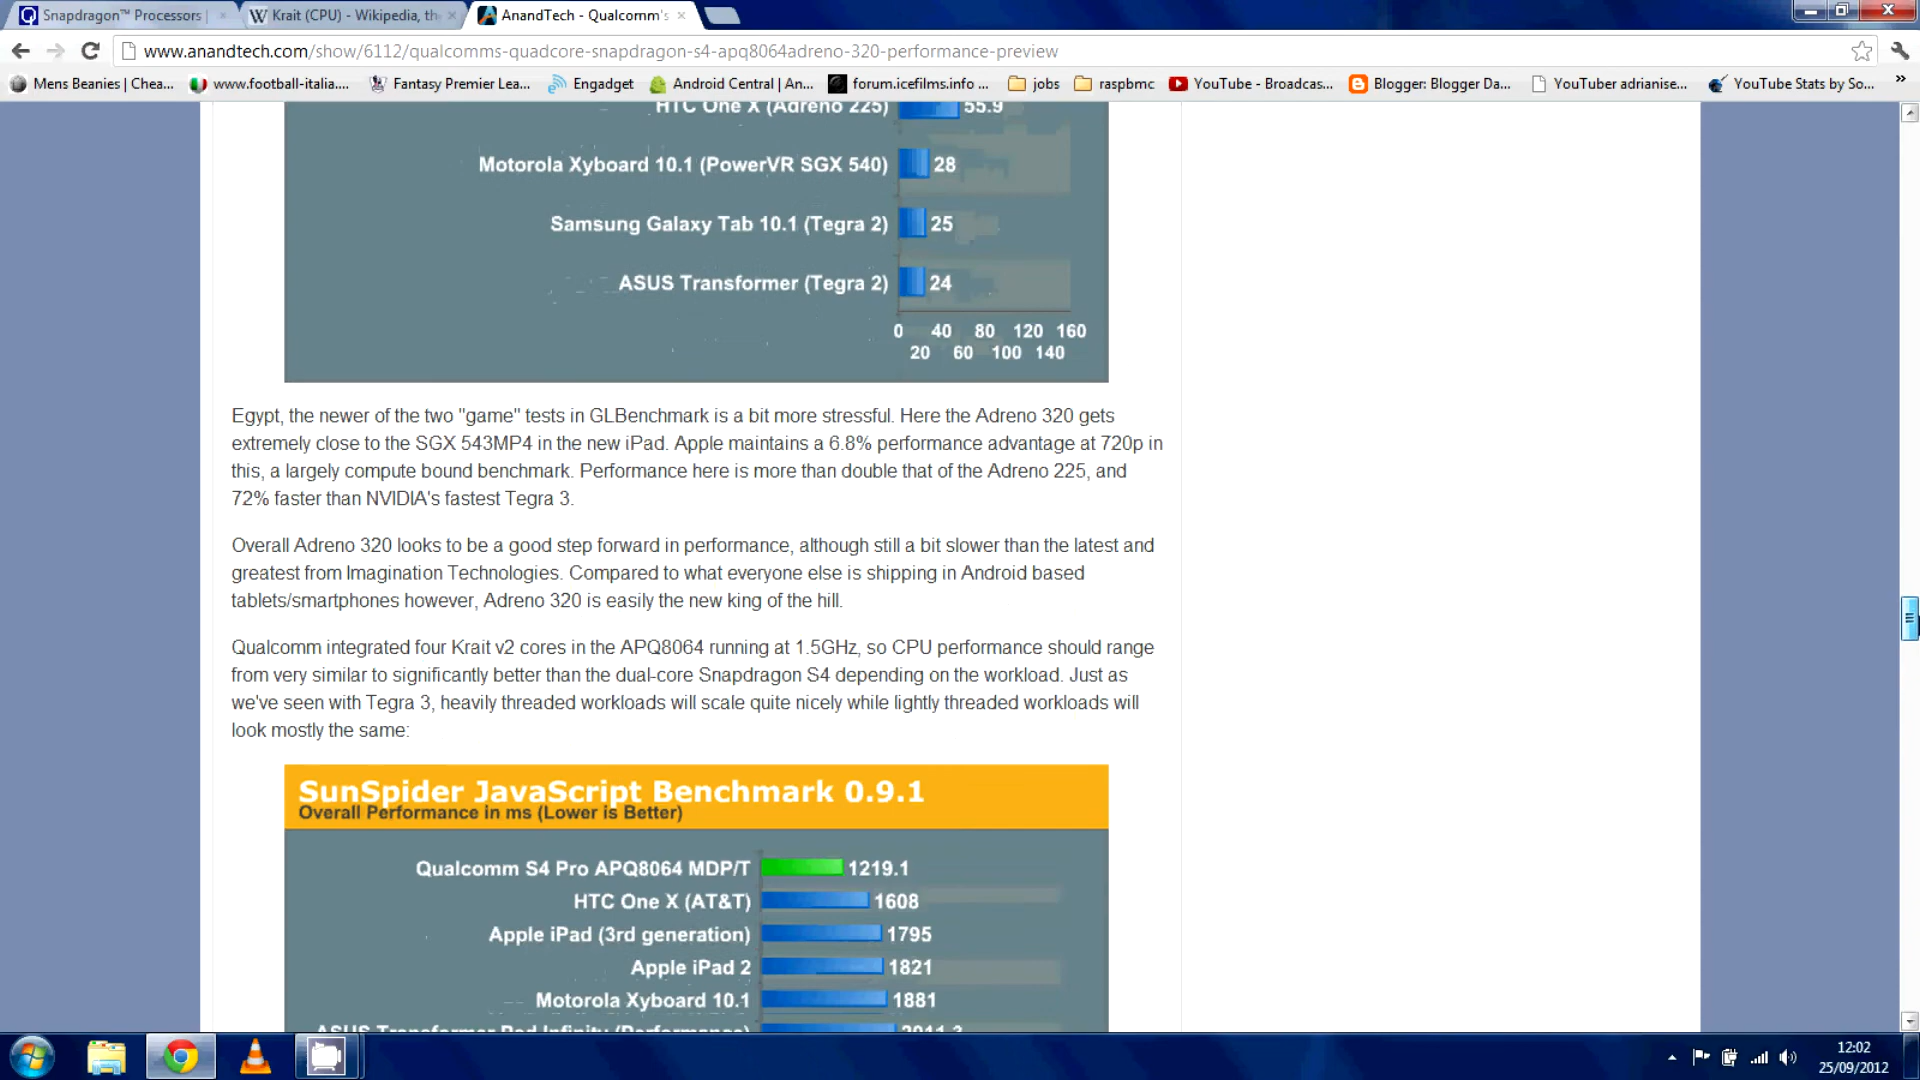 Snapdragon™ Processors |
Krait (CPU) - Wikipedia, the
AnandTech - Qualcomm's
www.anandtech.com/show/6112/qualcomms-quadcore-snapdragon-s4-apq8064adreno-320-performance-preview
Mens Beanies | Chea...
www.football-italia....
Fantasy Premier Lea...
Engadget
Android Central | An...
forum.icefilms.info ...
jobs
raspbmc
YouTube - Broadcas...
Blogger: Blogger Da...
YouTuber adrianise...
YouTube Stats by So...
HTC One X (Adreno 225) 55.9
Motorola Xyboard 10.1 (PowerVR SGX 540) 28
Samsung Galaxy Tab 10.1 (Tegra 2) 25
ASUS Transformer (Tegra 2) 24
0 40 80 120 160
20 60 100 140
Egypt, the newer of the two "game" tests in GLBenchmark is a bit more stressful. Here the Adreno 320 gets
extremely close to the SGX 543MP4 in the new iPad. Apple maintains a 6.8% performance advantage at 720p in
this, a largely compute bound benchmark. Performance here is more than double that of the Adreno 225, and
72% faster than NVIDIA's fastest Tegra 3.
Overall Adreno 320 looks to be a good step forward in performance, although still a bit slower than the latest and
greatest from Imagination Technologies. Compared to what everyone else is shipping in Android based
tablets/smartphones however, Adreno 320 is easily the new king of the hill.
Qualcomm integrated four Krait v2 cores in the APQ8064 running at 1.5GHz, so CPU performance should range
from very similar to significantly better than the dual-core Snapdragon S4 depending on the workload. Just as
we've seen with Tegra 3, heavily threaded workloads will scale quite nicely while lightly threaded workloads will
look mostly the same:
SunSpider JavaScript Benchmark 0.9.1
Overall Performance in ms (Lower is Better)
Qualcomm S4 Pro APQ8064 MDP/T 1219.1
HTC One X (AT&T) 1608
Apple iPad (3rd generation) 1795
Apple iPad 2 1821
Motorola Xyboard 10.1 1881
ASUS Transformer Pad Infinity (Performance) 2011.3
12:02
25/09/2012